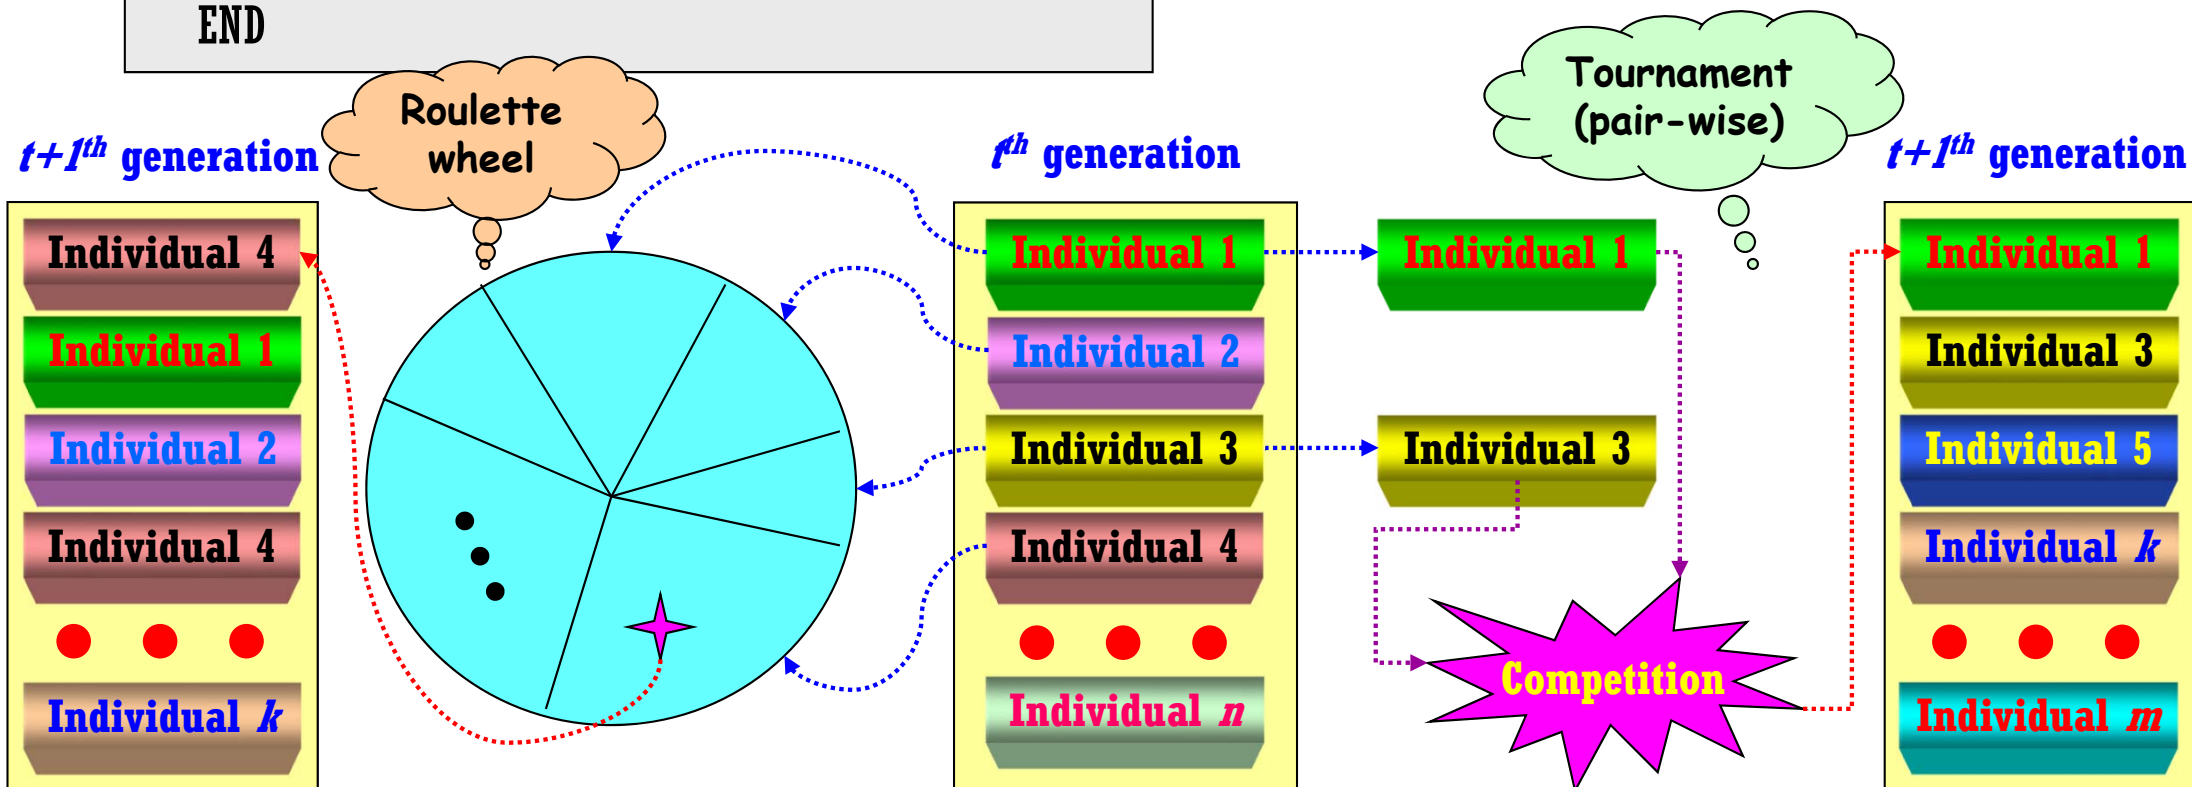 END
Roulette
wheel
Tournament
(pair-wise)
t+1th generation
tth generation
t+1th generation
Individual 4
Individual 1
Individual 2
Individual 4
Individual k
Individual 1
Individual 2
Individual 3
Individual 4
Individual n
Individual 1
Individual 3
Competition
Individual 1
Individual 3
Individual 5
Individual k
Individual m